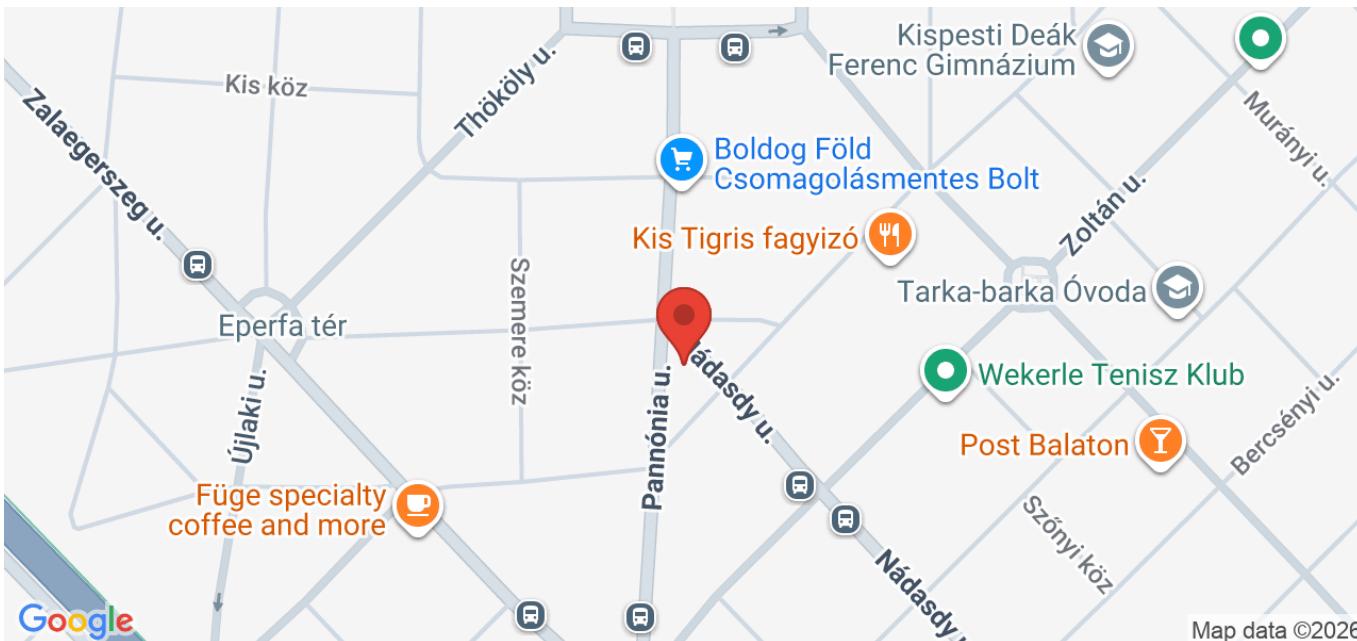 Kispesti Deák
Ferenc Gimnázium
Kis köz
Thököly u.
Zalaegerszeg u.
Murányi u.
Boldog Föld
Csomagolásmentes Bolt
Zoltán u.
Kis Tigris fagyizó
Szemere köz
Tarka-barka Óvoda
Eperfa tér
Nádasdy u.
Wekerle Tenisz Klub
Újlaki u.
Pannónia u.
Bercsényi u.
Post Balaton
Füge specialty
coffee and more
Szőnyi köz
Nádasdy u
Google
Map data ©2026